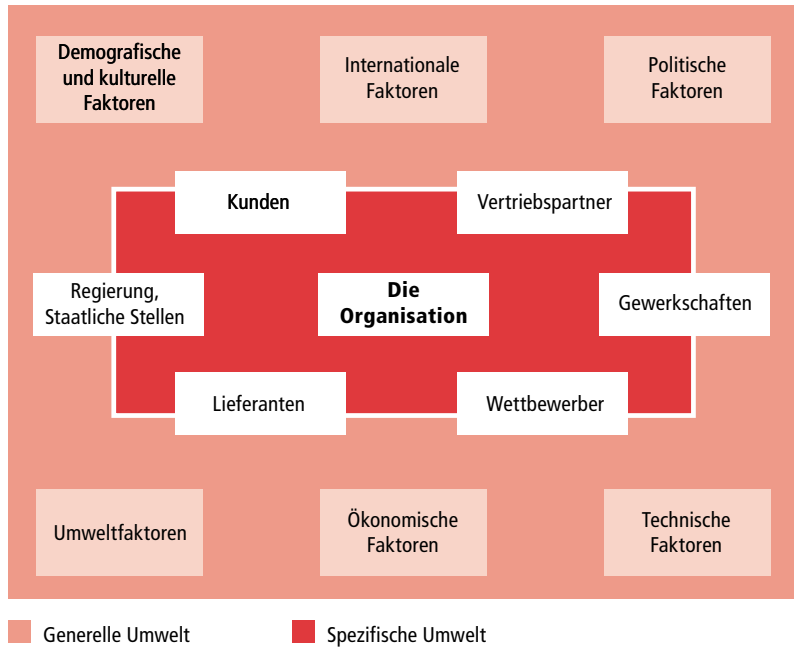 Demografische
und kulturelle
Faktoren
Internationale
Faktoren
Politische
Faktoren
Kunden
Vertriebspartner
Regierung,
Staatliche Stellen
Die
Organisation
Gewerkschaften
Lieferanten
Wettbewerber
Umweltfaktoren
Ökonomische
Faktoren
Technische
Faktoren
Generelle Umwelt
Spezifische Umwelt